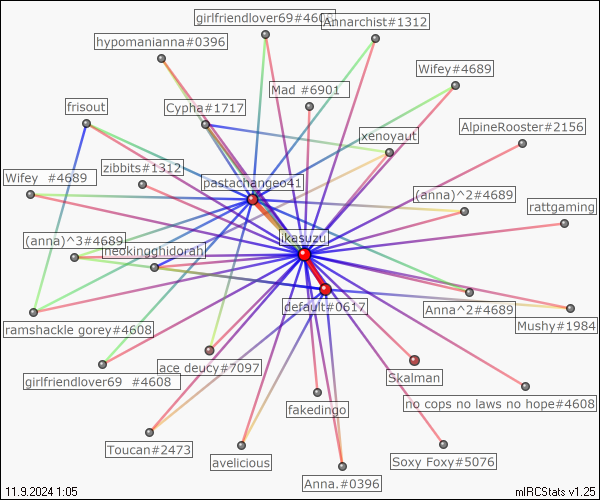 girlfriendlover69#4608
Annarchist#1312
hypomanianna#0396
Wifey#4689
Mad #6901
frisout
Cypha#1717
AlpineRooster#2156
xenoyaut
zibbits#1312
Wifey #4689
pastachangeo41
(anna)^2#4689
rattgaming
(anna)^3#4689
ikasuzu
neokingghidorah
default#0617
Anna^2#4689
Mushy#1984
ramshackle gorey#4608
ace deucy#7097
Skalman
girlfriendlover69 #4608
no cops no laws no hope#4608
fakedingo
Toucan#2473
avelicious
Soxy Foxy#5076
Anna.#0396
11.9.2024 1:05
mIRCStats v1.25